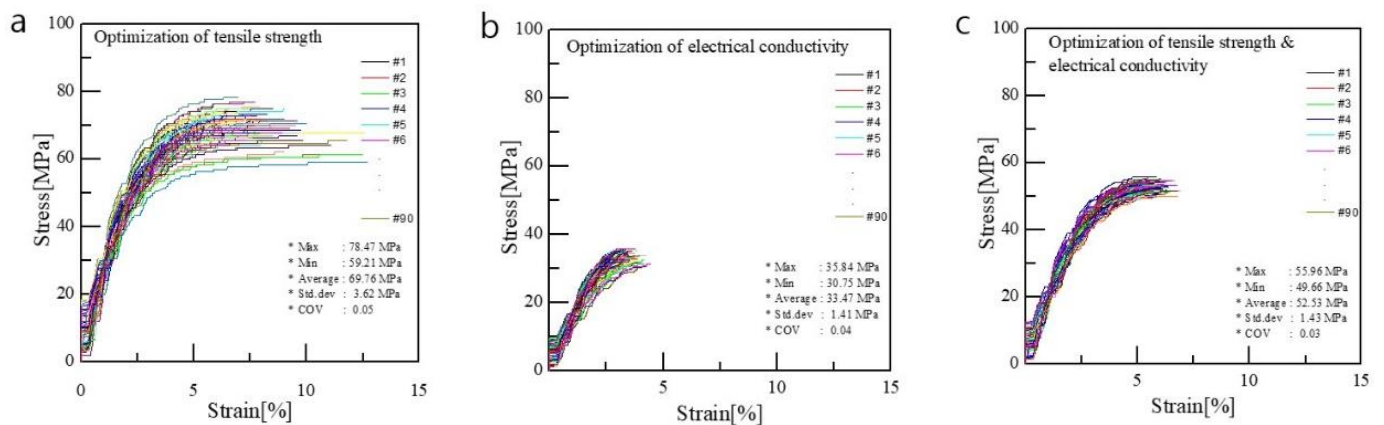 a
Optimization of tensile strength
#1
#2
#3
#4
#5
#6
#90
* Max : 78.47 MPa
* Min : 59.21 MPa
* Average : 69.76 MPa
* Std.dev : 3.62 MPa
* COV : 0.05
Stress[MPa]
100
80
60
40
20
0
0
5
10
15
Strain[%]
b
Optimization of electrical conductivity
#1
#2
#3
#4
#5
#6
#90
* Max : 35.84 MPa
* Min : 30.75 MPa
* Average : 33.47 MPa
* Std.dev : 1.41 MPa
* COV : 0.04
Stress[MPa]
100
80
60
40
20
0
0
5
10
15
Strain[%]
c
Optimization of tensile strength &
electrical conductivity
#1
#2
#3
#4
#5
#6
#90
* Max : 55.96 MPa
* Min : 49.66 MPa
* Average : 52.53 MPa
* Std.dev : 1.43 MPa
* COV : 0.03
Stress[MPa]
100
80
60
40
20
0
0
5
10
15
Strain[%]